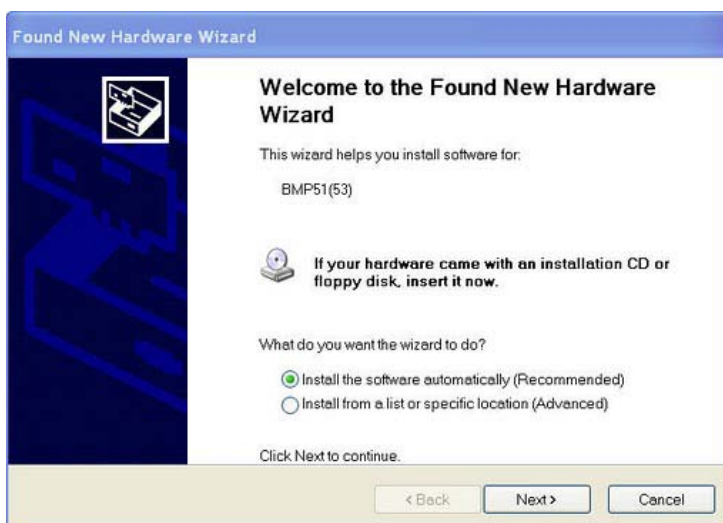 Found New Hardware Wizard
Welcome to the Found New Hardware
Wizard
This wizard helps you install software for:
BMP51(53)
If your hardware came with an installation CD or
floppy disk, insert it now.
What do you want the wizard to do?
Install the software automatically (Recommended)
Install from a list or specific location (Advanced)
Click Next to continue.
< Back Next > Cancel